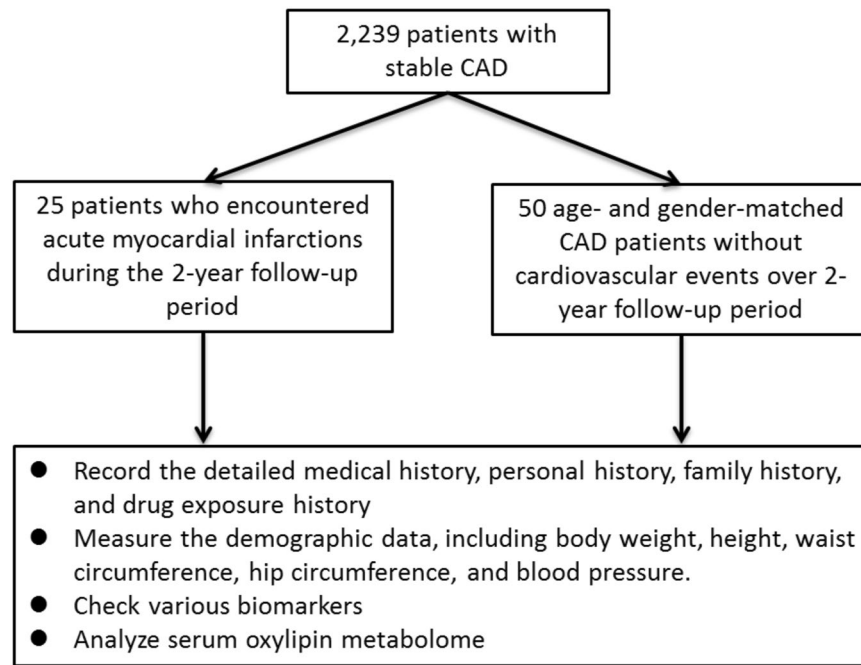 2,239 patients with
stable CAD
25 patients who encountered
acute myocardial infarctions
during the 2-year follow-up
period
50 age- and gender-matched
CAD patients without
cardiovascular events over 2-
year follow-up period
● Record the detailed medical history, personal history, family history,
and drug exposure history
● Measure the demographic data, including body weight, height, waist
circumference, hip circumference, and blood pressure.
● Check various biomarkers
● Analyze serum oxylipin metabolome